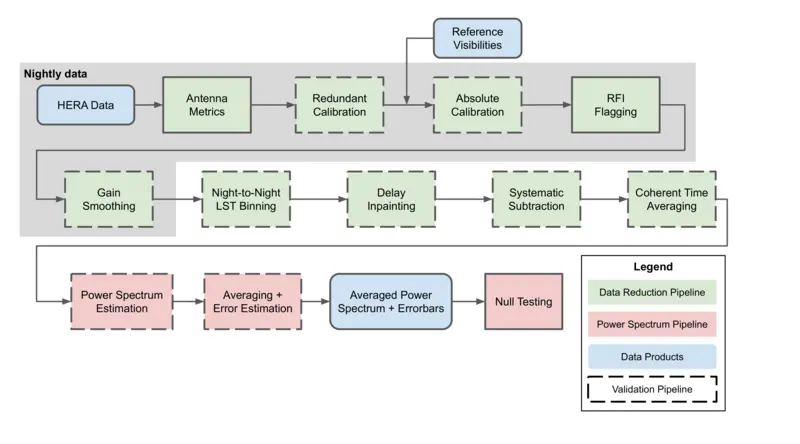 Reference
Visibilities
Nightly data
HERA Data
Antenna
Metrics
Redundant
Calibration
Absolute
Calibration
RFI
Flagging
Gain
Smoothing
Night-to-Night
LST Binning
Delay
Inpainting
Systematic
Subtraction
Coherent Time
Averaging
Power Spectrum
Estimation
Averaging +
Error Estimation
Averaged Power
Spectrum + Errorbars
Null Testing
Legend
Data Reduction Pipeline
Power Spectrum Pipeline
Data Products
Validation Pipeline